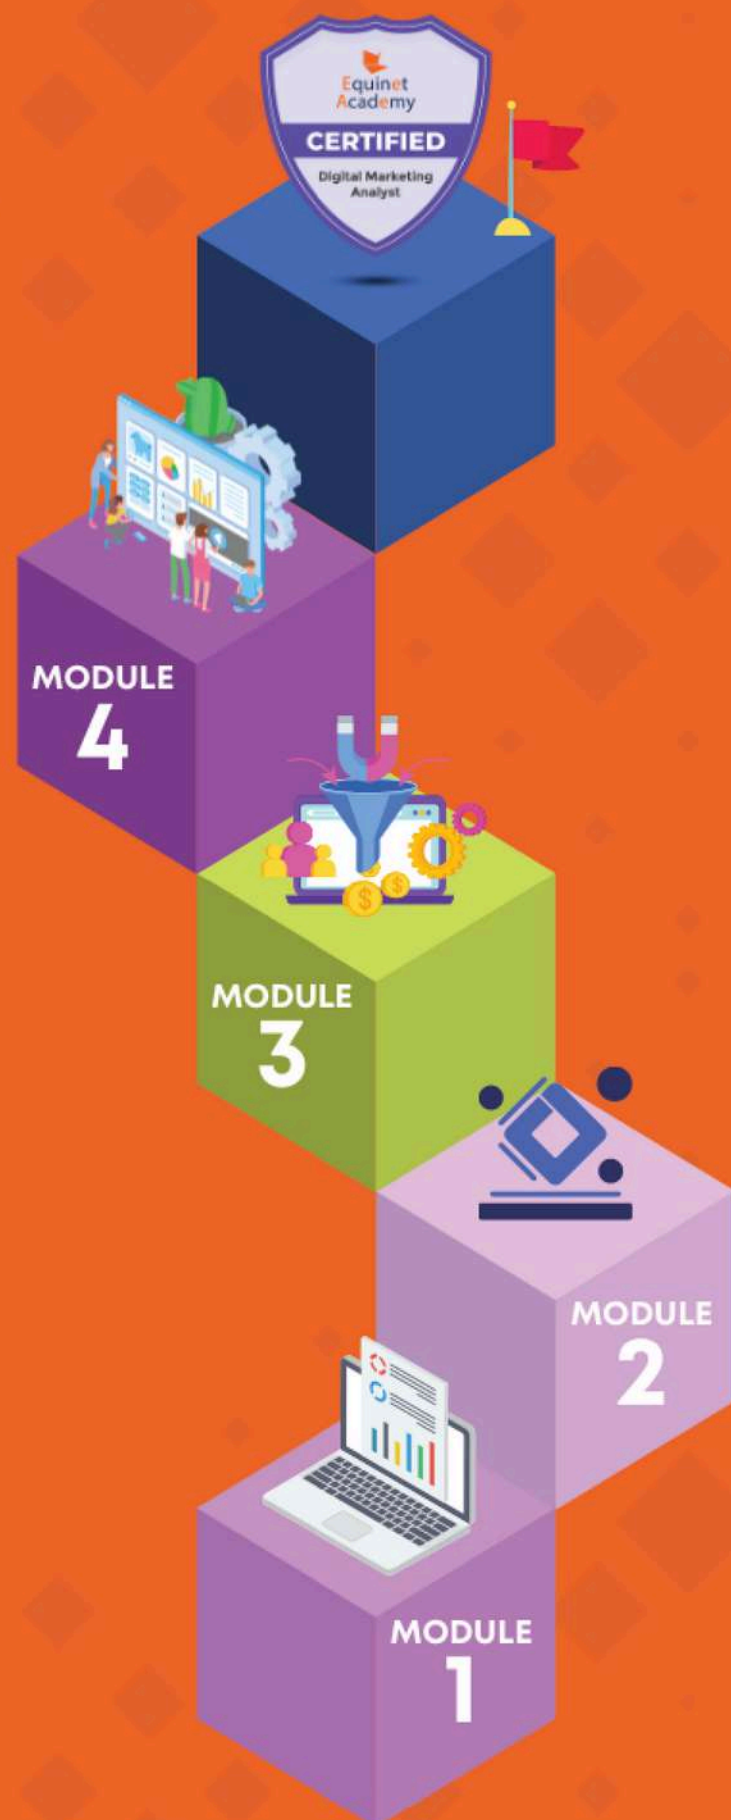 Equinet
Academy
CERTIFIED
Digital Marketing
Analyst
MODULE
4
MODULE
3
MODULE
2
MODULE
1